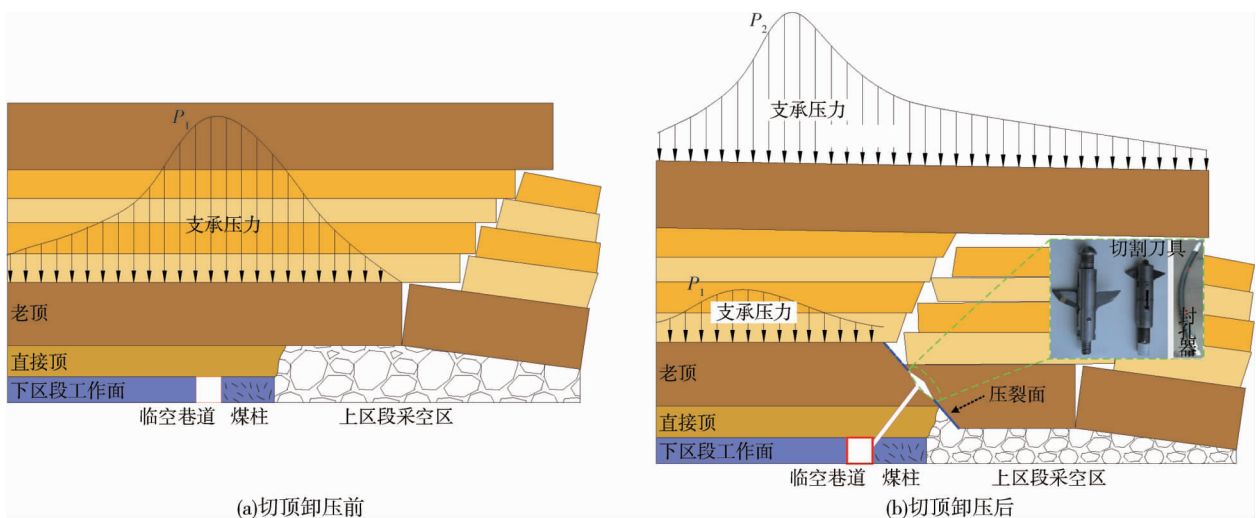 P₁
支承压力
老顶
直接顶
下区段工作面
临空巷道
煤柱
上区段采空区
(a)切顶卸压前
P₂
支承压力
切割刀具
封孔器
P₁
支承压力
老顶
压裂面
直接顶
下区段工作面
临空巷道
煤柱
上区段采空区
(b)切顶卸压后